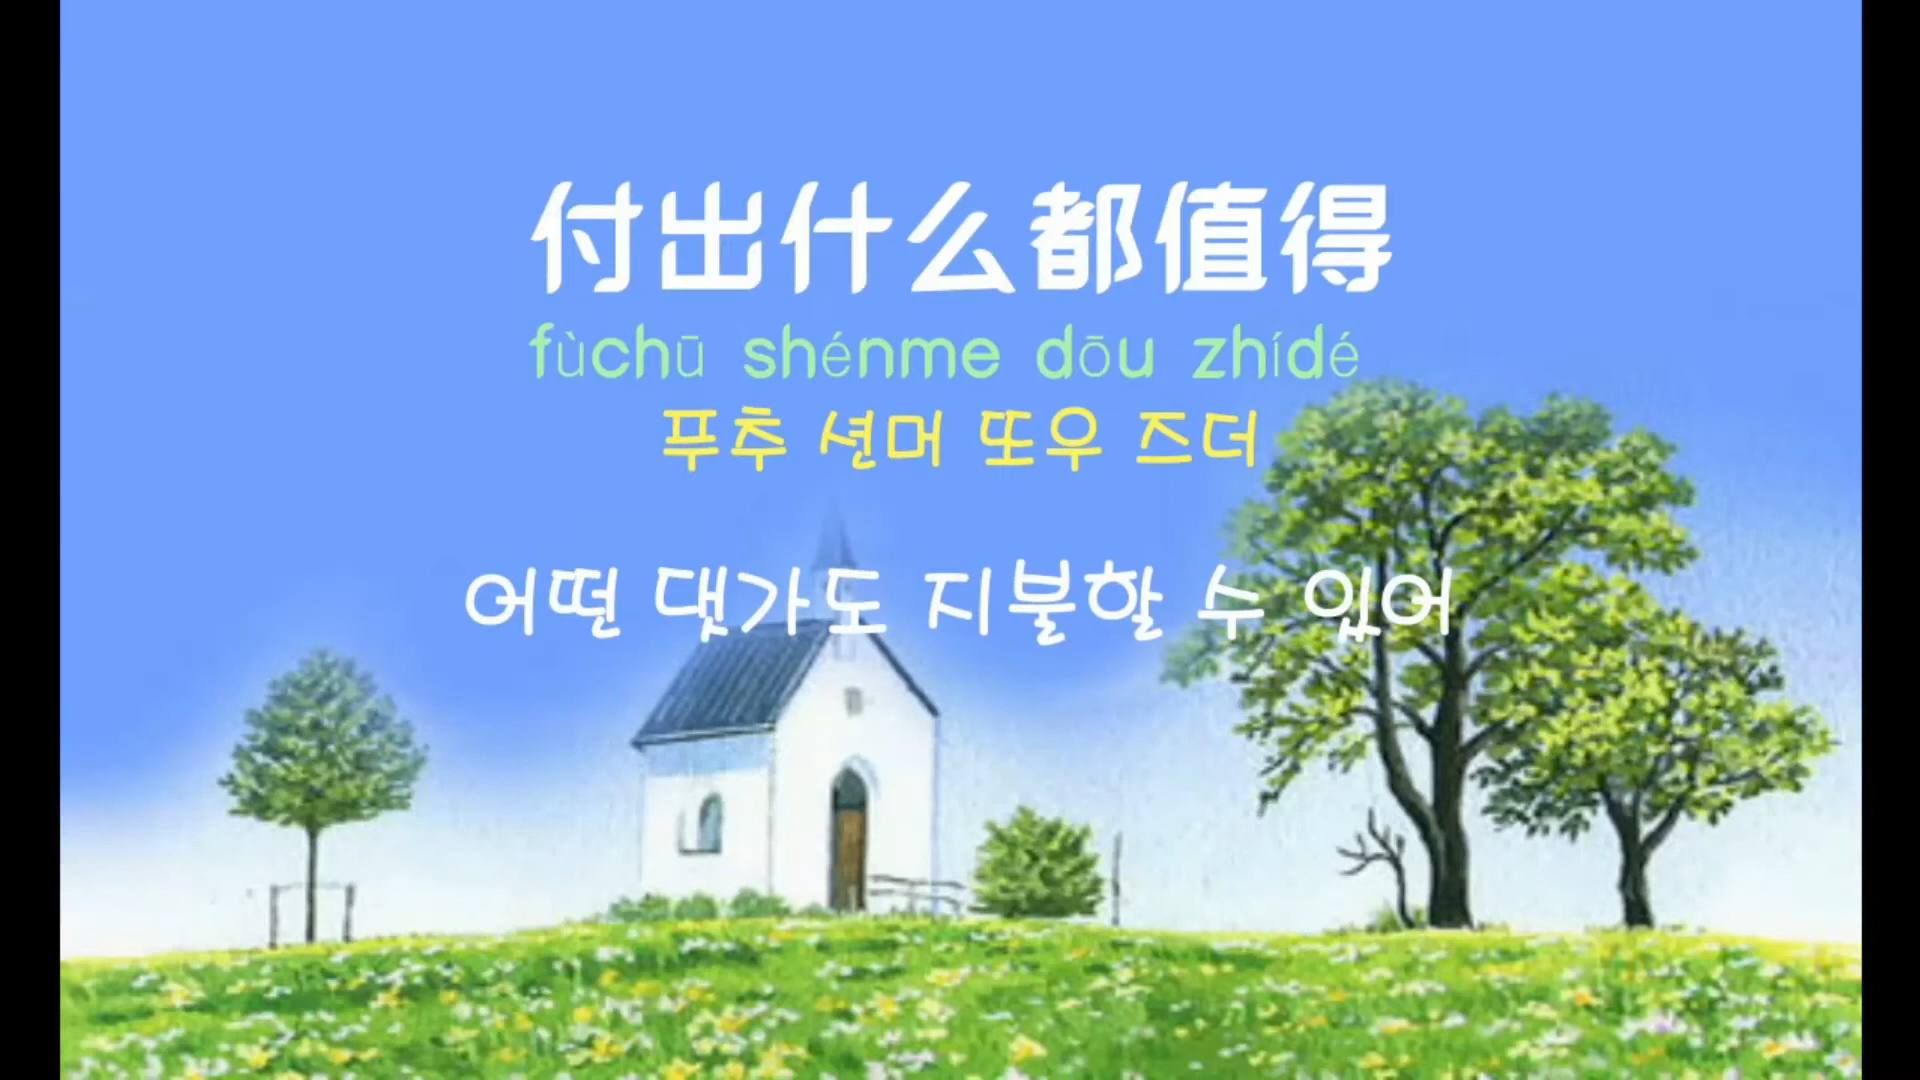 付出什么都值得
fùchū shénme dōu zhídé
푸추 션머 또우 즈더
어떤 댓가도 지불할 수 있어